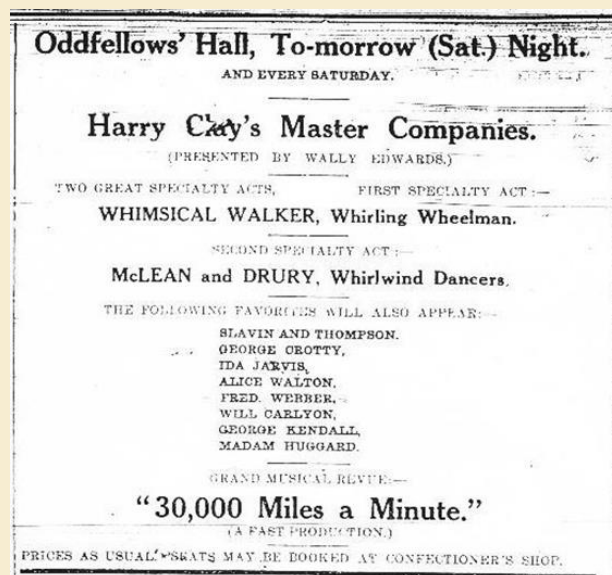 Oddfellows' Hall, To-morrow (Sat.) Night.
AND EVERY SATURDAY.
Harry Clay's Master Companies.
(PRESENTED BY WALLY EDWARDS.)
TWO GREAT SPECIALTY ACTS, FIRST SPECIALTY ACT:—
WHIMSICAL WALKER, Whirling Wheelman.
SECOND SPECIALTY ACT:—
McLEAN and DRURY, Whirlwind Dancers.
THE FOLLOWING FAVORITES WILL ALSO APPEAR:—
SLAVIN AND THOMPSON.
GEORGE CROTTY,
IDA JARVIS,
ALICE WALTON,
FRED. WEBBER,
WILL CARLYON,
GEORGE KENDALL,
MADAM HUGGARD.
GRAND MUSICAL REVUE:—
"30,000 Miles a Minute."
(A FAST PRODUCTION.)
PRICES AS USUAL. SEATS MAY BE BOOKED AT CONFECTIONER'S SHOP.